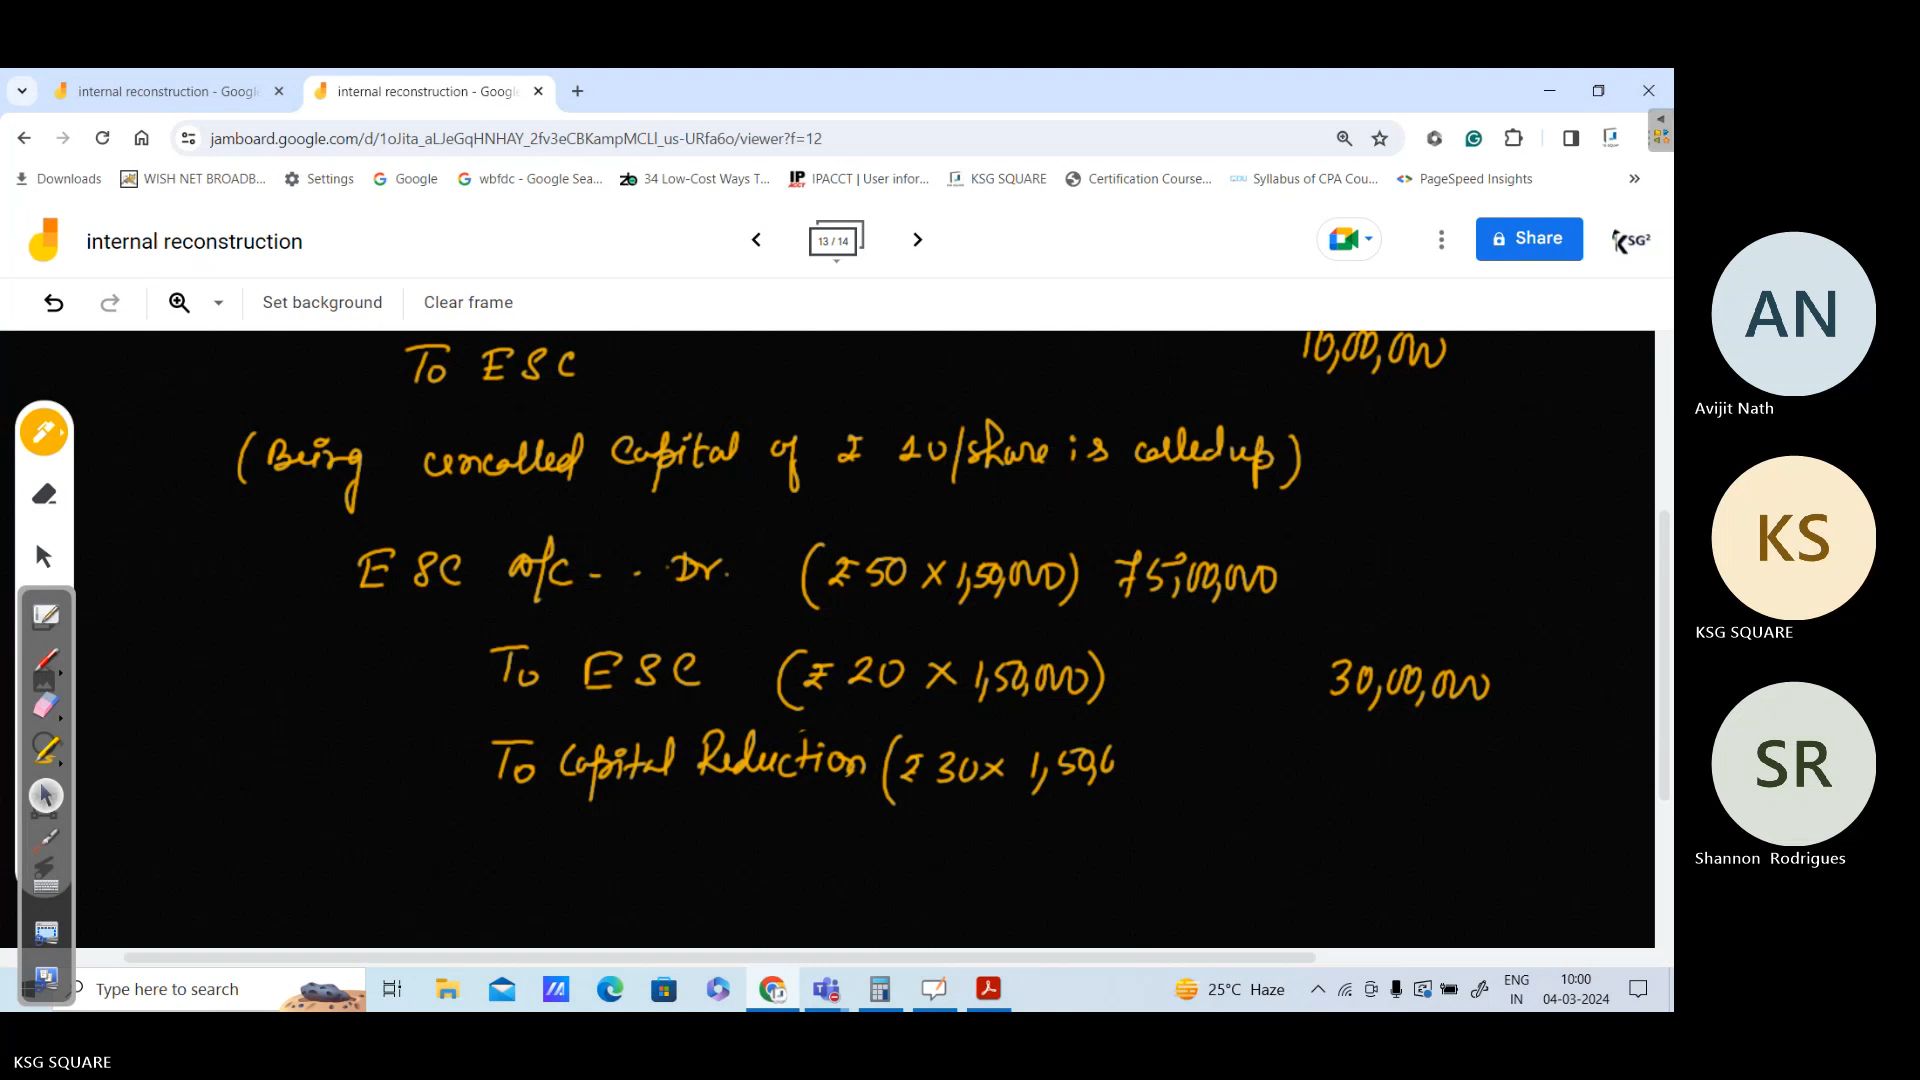 internal reconstruction - Googl
internal reconstruction - Googl
jamboard.google.com/d/1oJita_aLJeGqHNHAY_2fv3eCBKampMCLl_us-URfa6o/viewer?f=12
Downloads WISH NET BROADB... Settings Google wbfdc - Google Sea... 34 Low-Cost Ways T... IPACCT | User infor... KSG SQUARE Certification Course... Syllabus of CPA Cou... PageSpeed Insights »
internal reconstruction
13 / 14
Share
KSG²
Set background Clear frame
To ESC 10,00,000
(Being uncalled Capital of ₹ 20/share is called up)
ESC A/C - . . Dr. (₹ 50 × 1,50,000) 75,00,000
To ESC (₹ 20 × 1,50,000) 30,00,000
To Capital Reduction (₹ 30 × 1,50,0
AN
Avijit Nath
KS
KSG SQUARE
SR
Shannon Rodrigues
Type here to search
25°C Haze
ENG
IN
10:00
04-03-2024
KSG SQUARE